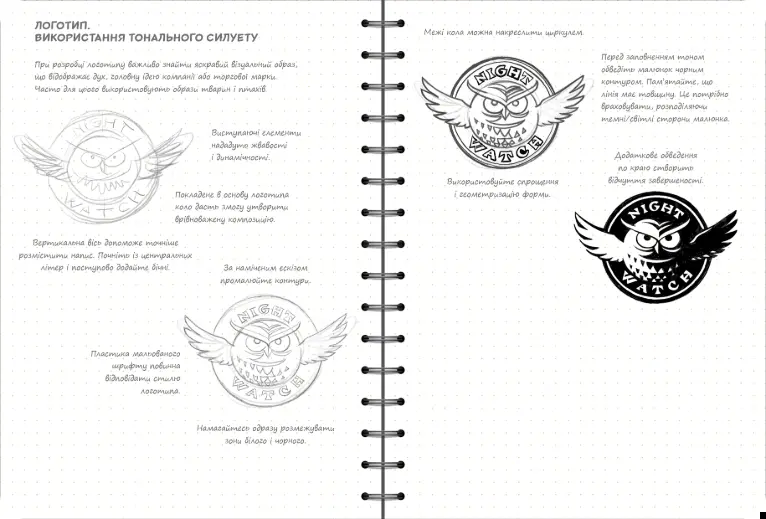 ЛОГОТИП.
ВИКОРИСТАННЯ ТОНАЛЬНОГО СИЛУЕТУ
При розробці логотипу важливо знайти яскравий візуальний образ,
що відображає дух, головну ідею компанії або торгової марки.
Часто для цього використовують образи тварин і птахів.
NIGHT
WATCH
Виступаючі елементи
нададуть жвавості
і динамічності.
Покладене в основу логотипа
коло дасть змогу утворити
врівноважену композицію.
Вертикальна вісь допоможе точніше
розмістити напис. Почніть із центральних
літер і поступово додайте бічні.
За наміченим ескізом
промалюйте контури.
NIGHT
WATCH
Пластика мальованого
шрифту повинна
відповідати стилю
логотипа.
Намагайтесь одразу розмежувати
зони білого і чорного.
Межі кола можна накреслити циркулем.
NIGHT
WATCH
Перед заповненням тоном
обведіть малюнок чорним
контуром. Пам'ятайте, що
лінія має товщину. Це потрібно
враховувати, розподіляючи
темні/світлі сторони малюнка.
Використовуйте спрощення
і геометризацію форми.
Додаткове обведення
по краю створить
відчуття завершеності.
NIGHT
WATCH